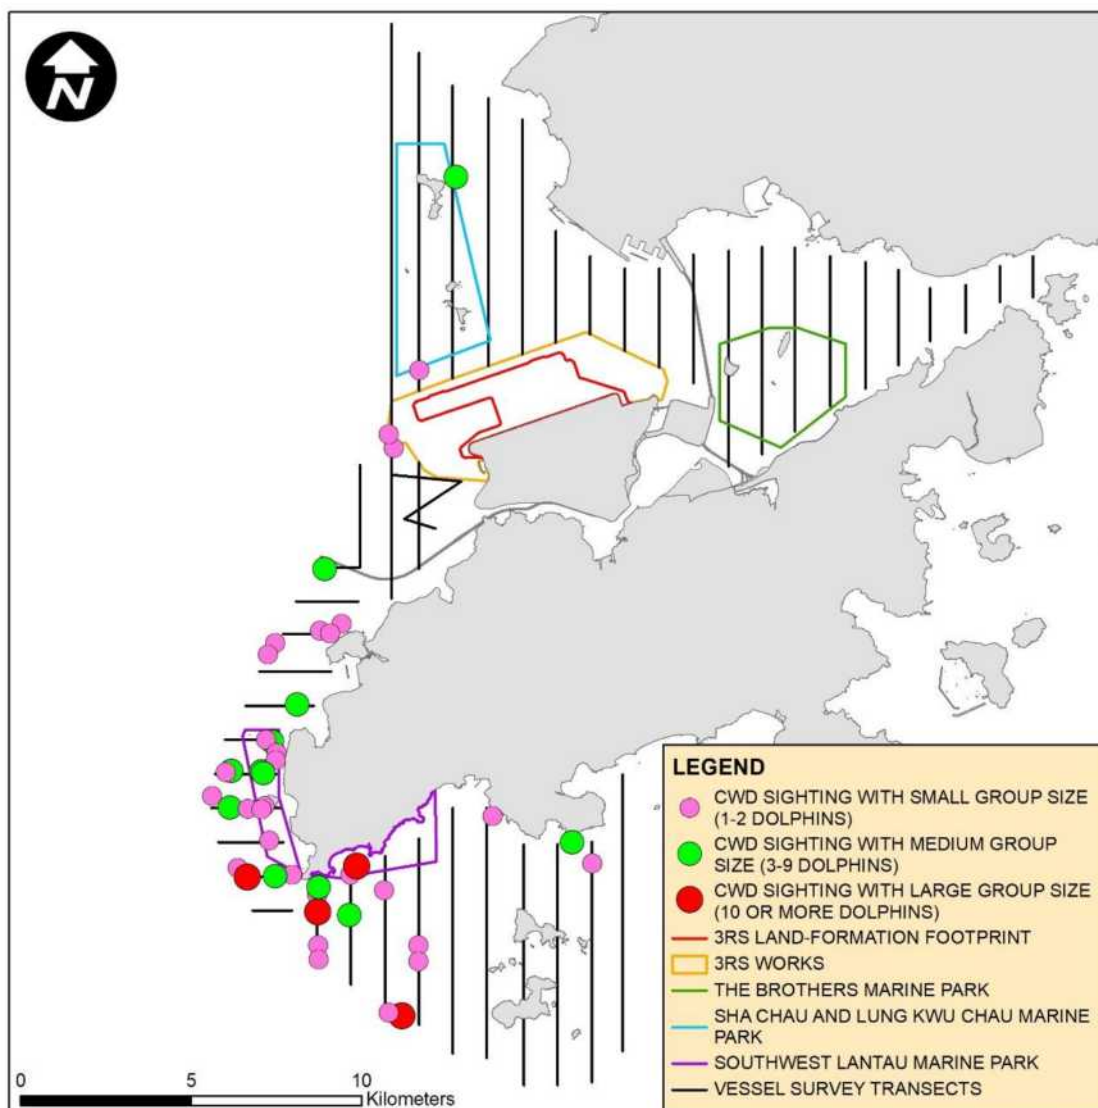 N
LEGEND
CWD SIGHTING WITH SMALL GROUP SIZE
(1-2 DOLPHINS)
CWD SIGHTING WITH MEDIUM GROUP
SIZE (3-9 DOLPHINS)
CWD SIGHTING WITH LARGE GROUP SIZE
(10 OR MORE DOLPHINS)
3RS LAND-FORMATION FOOTPRINT
3RS WORKS
THE BROTHERS MARINE PARK
SHA CHAU AND LUNG KWU CHAU MARINE
PARK
SOUTHWEST LANTAU MARINE PARK
VESSEL SURVEY TRANSECTS
0 5 10
Kilometers